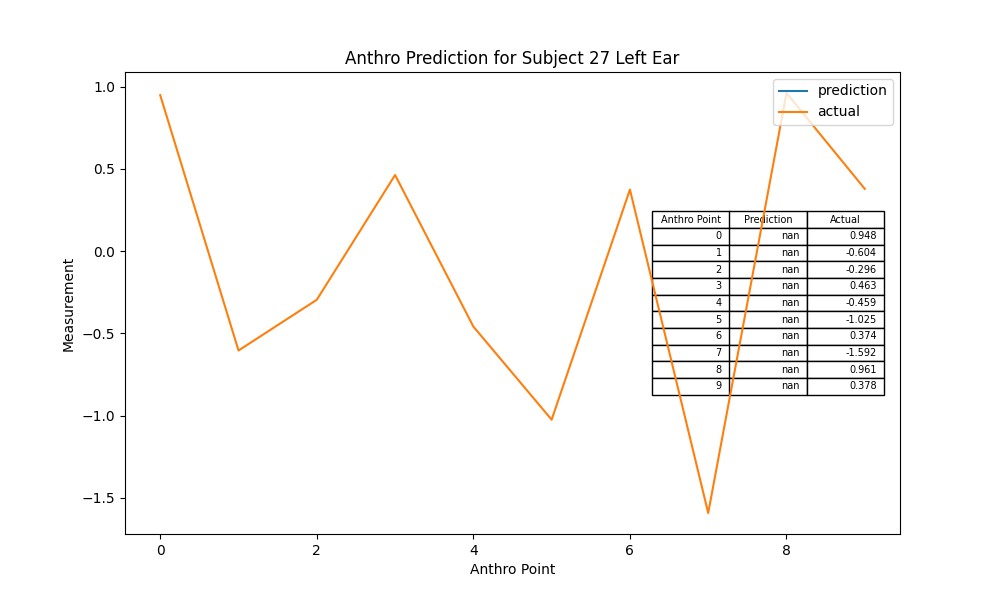 Anthro Prediction for Subject 27 Left Ear
prediction
actual
Measurement
1.0
0.5
0.0
−0.5
−1.0
−1.5
Anthro Point Prediction Actual
0 nan 0.948
1 nan -0.604
2 nan -0.296
3 nan 0.463
4 nan -0.459
5 nan -1.025
6 nan 0.374
7 nan -1.592
8 nan 0.961
9 nan 0.378
0 2 4 6 8
Anthro Point